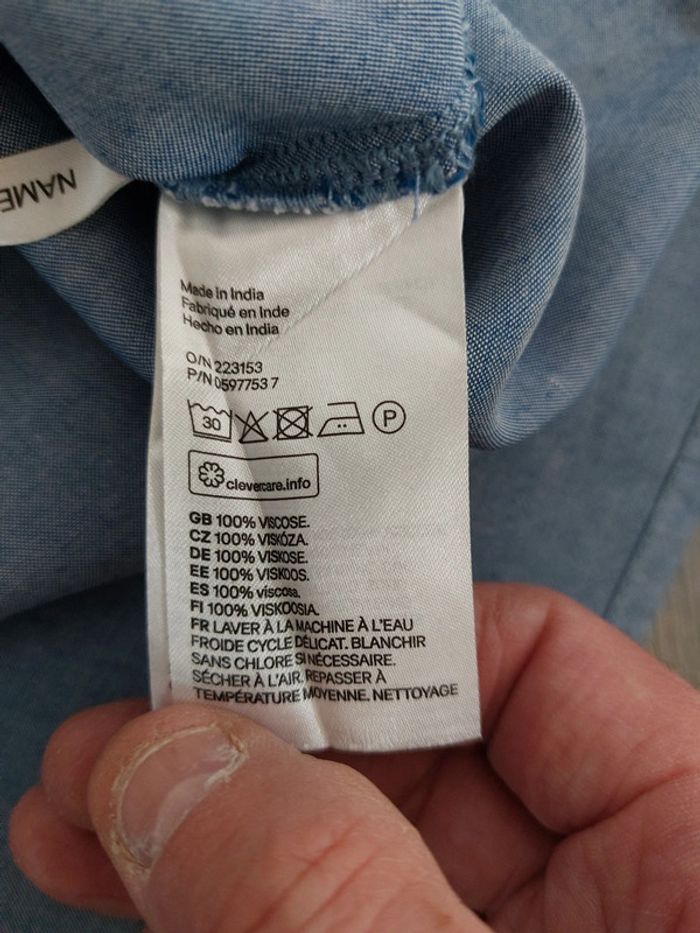 NAME
Made in India
Fabriqué en Inde
Hecho en India
O/N 223153
P/N 0597753 7
30
P
clevercare.info
GB 100% VISCOSE.
CZ 100% VISKÓZA.
DE 100% VISKOSE.
EE 100% VISKOOS.
ES 100% viscosa.
FI 100% VISKOOSIA.
FR LAVER À LA MACHINE À L'EAU
FROIDE CYCLE DÉLICAT. BLANCHIR
SANS CHLORE SI NÉCESSAIRE.
SÉCHER À L'AIR. REPASSER À
TEMPÉRATURE MOYENNE. NETTOYAGE